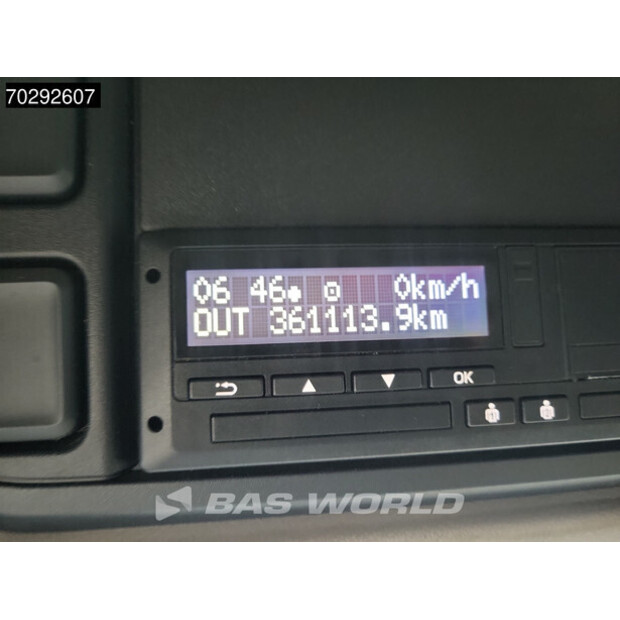 70292607
06 46● ⊙ 0km/h
OUT 361113.9km
OK
BAS WORLD